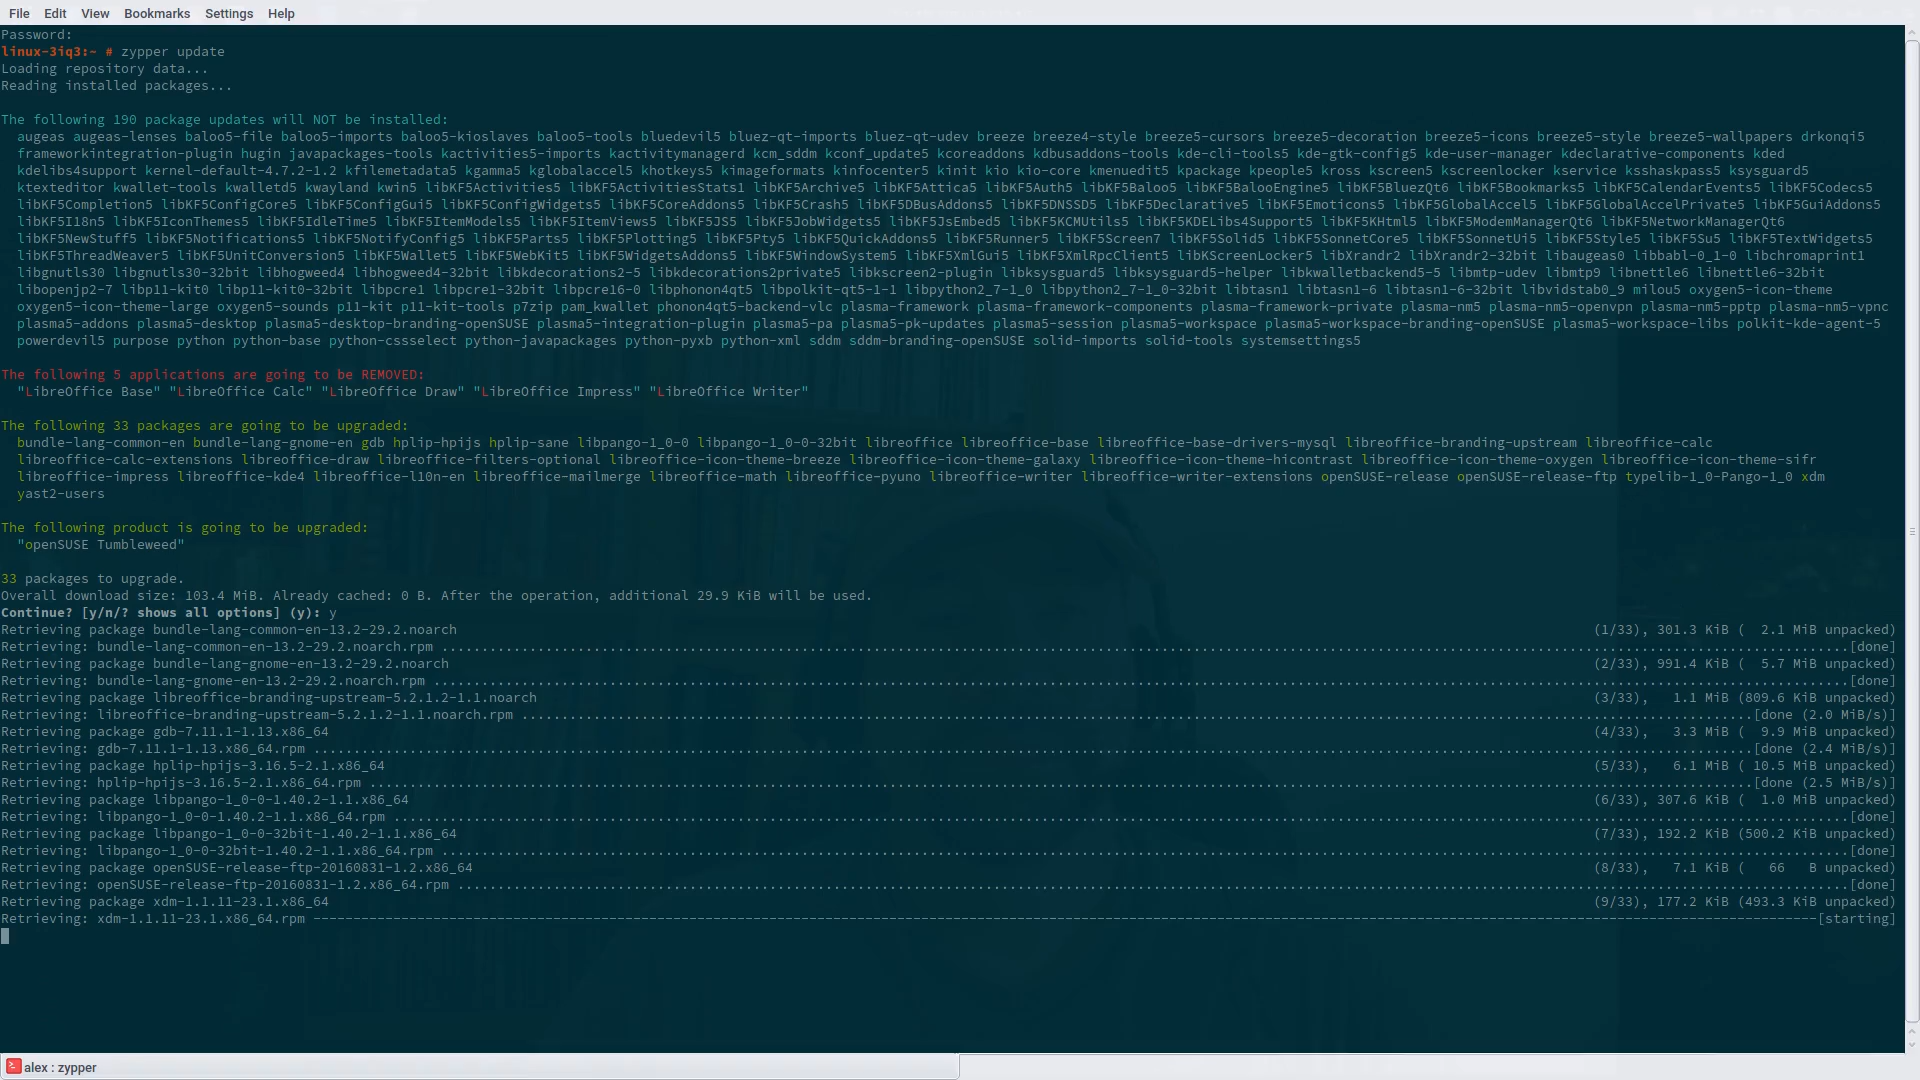 File Edit View Bookmarks Settings Help
Password:
linux-3iq3:~ # zypper update
Loading repository data...
Reading installed packages...
The following 190 package updates will NOT be installed:
augeas augeas-lenses baloo5-file baloo5-imports baloo5-kioslaves baloo5-tools bluedevil5 bluez-qt-imports bluez-qt-udev breeze breeze4-style breeze5-cursors breeze5-decoration breeze5-icons breeze5-style breeze5-wallpapers drkonqi5
frameworkintegration-plugin hugin javapackages-tools kactivities5-imports kactivitymanagerd kcm_sddm kconf_update5 kcoreaddons kdbusaddons-tools kde-cli-tools5 kde-gtk-config5 kde-user-manager kdeclarative-components kded
kdelibs4support kernel-default-4.7.2-1.2 kfilemetadata5 kgamma5 kglobalaccel5 khotkeys5 kimageformats kinfocenter5 kinit kio kio-core kmenuedit5 kpackage kpeople5 kross kscreen5 kscreenlocker kservice ksshaskpass5 ksysguard5
ktexteditor kwallet-tools kwalletd5 kwayland kwin5 libKF5Activities5 libKF5ActivitiesStats1 libKF5Archive5 libKF5Attica5 libKF5Auth5 libKF5Baloo5 libKF5BalooEngine5 libKF5BluezQt6 libKF5Bookmarks5 libKF5CalendarEvents5 libKF5Codecs5
libKF5Completion5 libKF5ConfigCore5 libKF5ConfigGui5 libKF5ConfigWidgets5 libKF5CoreAddons5 libKF5Crash5 libKF5DBusAddons5 libKF5DNSSD5 libKF5Declarative5 libKF5Emoticons5 libKF5GlobalAccel5 libKF5GlobalAccelPrivate5 libKF5GuiAddons5
libKF5I18n5 libKF5IconThemes5 libKF5IdleTime5 libKF5ItemModels5 libKF5ItemViews5 libKF5JS5 libKF5JobWidgets5 libKF5JsEmbed5 libKF5KCMUtils5 libKF5KDELibs4Support5 libKF5KHtml5 libKF5ModemManagerQt6 libKF5NetworkManagerQt6
libKF5NewStuff5 libKF5Notifications5 libKF5NotifyConfig5 libKF5Parts5 libKF5Plotting5 libKF5Pty5 libKF5QuickAddons5 libKF5Runner5 libKF5Screen7 libKF5Solid5 libKF5SonnetCore5 libKF5SonnetUi5 libKF5Style5 libKF5Su5 libKF5TextWidgets5
libKF5ThreadWeaver5 libKF5UnitConversion5 libKF5Wallet5 libKF5WebKit5 libKF5WidgetsAddons5 libKF5WindowSystem5 libKF5XmlGui5 libKF5XmlRpcClient5 libKScreenLocker5 libXrandr2 libXrandr2-32bit libaugeas0 libbabl-0_1-0 libchromaprint1
libgnutls30 libgnutls30-32bit libhogweed4 libhogweed4-32bit libkdecorations2-5 libkdecorations2private5 libkscreen2-plugin libksysguard5 libksysguard5-helper libkwalletbackend5-5 libmtp-udev libmtp9 libnettle6 libnettle6-32bit
libopenjp2-7 libp11-kit0 libp11-kit0-32bit libpcre1 libpcre1-32bit libpcre16-0 libphonon4qt5 libpolkit-qt5-1-1 libpython2_7-1_0 libpython2_7-1_0-32bit libtasn1 libtasn1-6 libtasn1-6-32bit libvidstab0_9 milou5 oxygen5-icon-theme
oxygen5-icon-theme-large oxygen5-sounds p11-kit p11-kit-tools p7zip pam_kwallet phonon4qt5-backend-vlc plasma-framework plasma-framework-components plasma-framework-private plasma-nm5 plasma-nm5-openvpn plasma-nm5-pptp plasma-nm5-vpnc
plasma5-addons plasma5-desktop plasma5-desktop-branding-openSUSE plasma5-integration-plugin plasma5-pa plasma5-pk-updates plasma5-session plasma5-workspace plasma5-workspace-branding-openSUSE plasma5-workspace-libs polkit-kde-agent-5
powerdevil5 purpose python python-base python-cssselect python-javapackages python-pyxb python-xml sddm sddm-branding-openSUSE solid-imports solid-tools systemsettings5
The following 5 applications are going to be REMOVED:
"LibreOffice Base" "LibreOffice Calc" "LibreOffice Draw" "LibreOffice Impress" "LibreOffice Writer"
The following 33 packages are going to be upgraded:
bundle-lang-common-en bundle-lang-gnome-en gdb hplip-hpijs hplip-sane libpango-1_0-0 libpango-1_0-0-32bit libreoffice libreoffice-base libreoffice-base-drivers-mysql libreoffice-branding-upstream libreoffice-calc
libreoffice-calc-extensions libreoffice-draw libreoffice-filters-optional libreoffice-icon-theme-breeze libreoffice-icon-theme-galaxy libreoffice-icon-theme-hicontrast libreoffice-icon-theme-oxygen libreoffice-icon-theme-sifr
libreoffice-impress libreoffice-kde4 libreoffice-l10n-en libreoffice-mailmerge libreoffice-math libreoffice-pyuno libreoffice-writer libreoffice-writer-extensions openSUSE-release openSUSE-release-ftp typelib-1_0-Pango-1_0 xdm
yast2-users
The following product is going to be upgraded:
"openSUSE Tumbleweed"
33 packages to upgrade.
Overall download size: 103.4 MiB. Already cached: 0 B. After the operation, additional 29.9 KiB will be used.
Continue? [y/n/? shows all options] (y): y
Retrieving package bundle-lang-common-en-13.2-29.2.noarch (1/33), 301.3 KiB ( 2.1 MiB unpacked)
Retrieving: bundle-lang-common-en-13.2-29.2.noarch.rpm ....[done]
Retrieving package bundle-lang-gnome-en-13.2-29.2.noarch (2/33), 991.4 KiB ( 5.7 MiB unpacked)
Retrieving: bundle-lang-gnome-en-13.2-29.2.noarch.rpm ....[done]
Retrieving package libreoffice-branding-upstream-5.2.1.2-1.1.noarch (3/33), 1.1 MiB (809.6 KiB unpacked)
Retrieving: libreoffice-branding-upstream-5.2.1.2-1.1.noarch.rpm ....[done (2.0 MiB/s)]
Retrieving package gdb-7.11.1-1.13.x86_64 (4/33), 3.3 MiB ( 9.9 MiB unpacked)
Retrieving: gdb-7.11.1-1.13.x86_64.rpm ....[done (2.4 MiB/s)]
Retrieving package hplip-hpijs-3.16.5-2.1.x86_64 (5/33), 6.1 MiB ( 10.5 MiB unpacked)
Retrieving: hplip-hpijs-3.16.5-2.1.x86_64.rpm ....[done (2.5 MiB/s)]
Retrieving package libpango-1_0-0-1.40.2-1.1.x86_64 (6/33), 307.6 KiB ( 1.0 MiB unpacked)
Retrieving: libpango-1_0-0-1.40.2-1.1.x86_64.rpm ....[done]
Retrieving package libpango-1_0-0-32bit-1.40.2-1.1.x86_64 (7/33), 192.2 KiB (500.2 KiB unpacked)
Retrieving: libpango-1_0-0-32bit-1.40.2-1.1.x86_64.rpm ....[done]
Retrieving package openSUSE-release-ftp-20160831-1.2.x86_64 (8/33), 7.1 KiB ( 66 B unpacked)
Retrieving: openSUSE-release-ftp-20160831-1.2.x86_64.rpm ....[done]
Retrieving package xdm-1.1.11-23.1.x86_64 (9/33), 177.2 KiB (493.3 KiB unpacked)
Retrieving: xdm-1.1.11-23.1.x86_64.rpm ----[starting]
alex : zypper